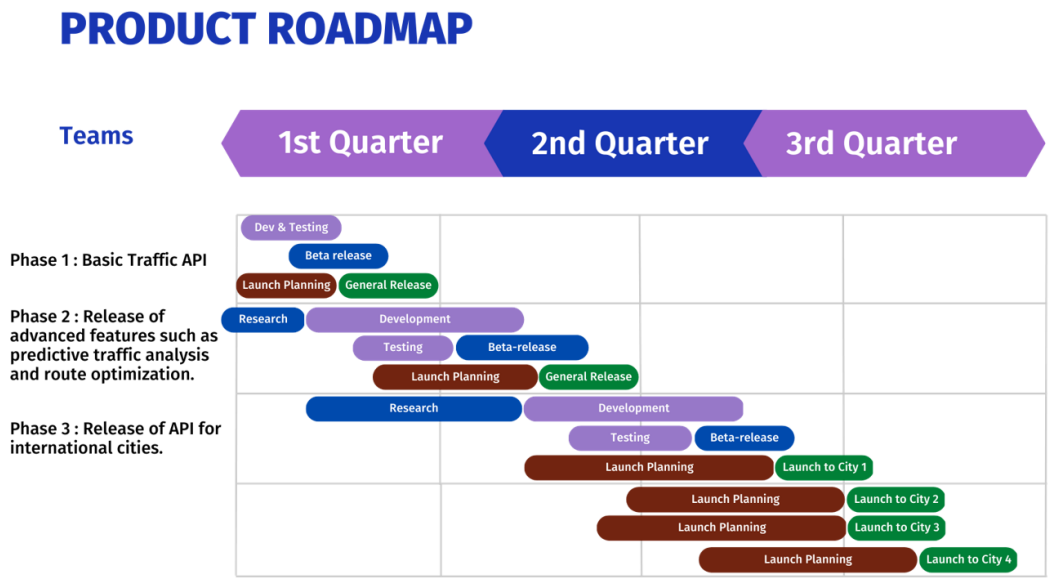 PRODUCT ROADMAP
Teams
1st Quarter
2nd Quarter
3rd Quarter
Phase 1 : Basic Traffic API
Dev & Testing
Beta release
Launch Planning
General Release
Phase 2 : Release of
advanced features such as
predictive traffic analysis
and route optimization.
Research
Development
Testing
Beta-release
Launch Planning
General Release
Phase 3 : Release of API for
international cities.
Research
Development
Testing
Beta-release
Launch Planning
Launch to City 1
Launch Planning
Launch to City 2
Launch Planning
Launch to City 3
Launch Planning
Launch to City 4